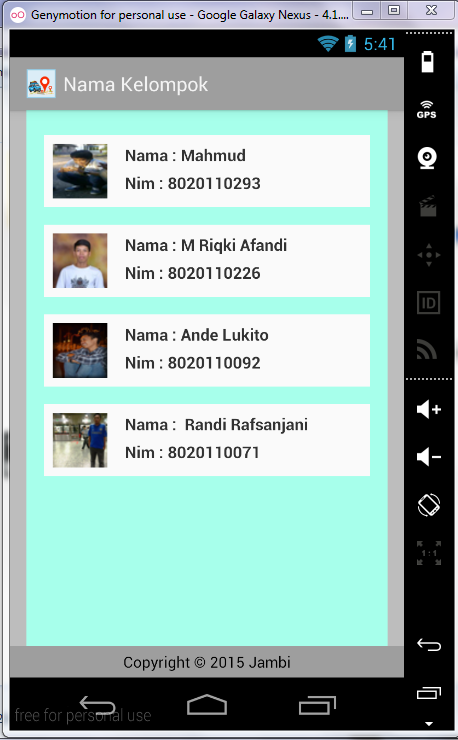 Genymotion for personal use - Google Galaxy Nexus - 4.1....
5:41
GPS
Nama Kelompok
Nama : Mahmud
Nim : 8020110293
Nama : M Riqki Afandi
Nim : 8020110226
ID
Nama : Ande Lukito
Nim : 8020110092
Nama :  Randi Rafsanjani
Nim : 8020110071
1:1
Copyright © 2015 Jambi
free for personal use